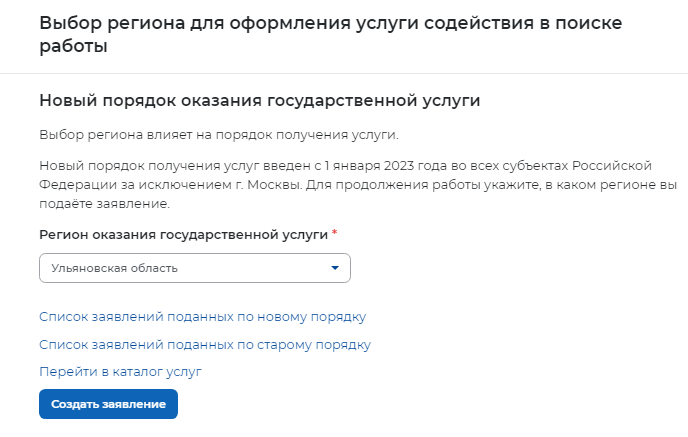 Выбор региона для оформления услуги содействия в поиске
работы
Новый порядок оказания государственной услуги
Выбор региона влияет на порядок получения услуги.
Новый порядок получения услуг введен с 1 января 2023 года во всех субъектах Российской
Федерации за исключением г. Москвы. Для продолжения работы укажите, в каком регионе вы
подаёте заявление.
Регион оказания государственной услуги *
Ульяновская область
Список заявлений поданных по новому порядку
Список заявлений поданных по старому порядку
Перейти в каталог услуг
Создать заявление